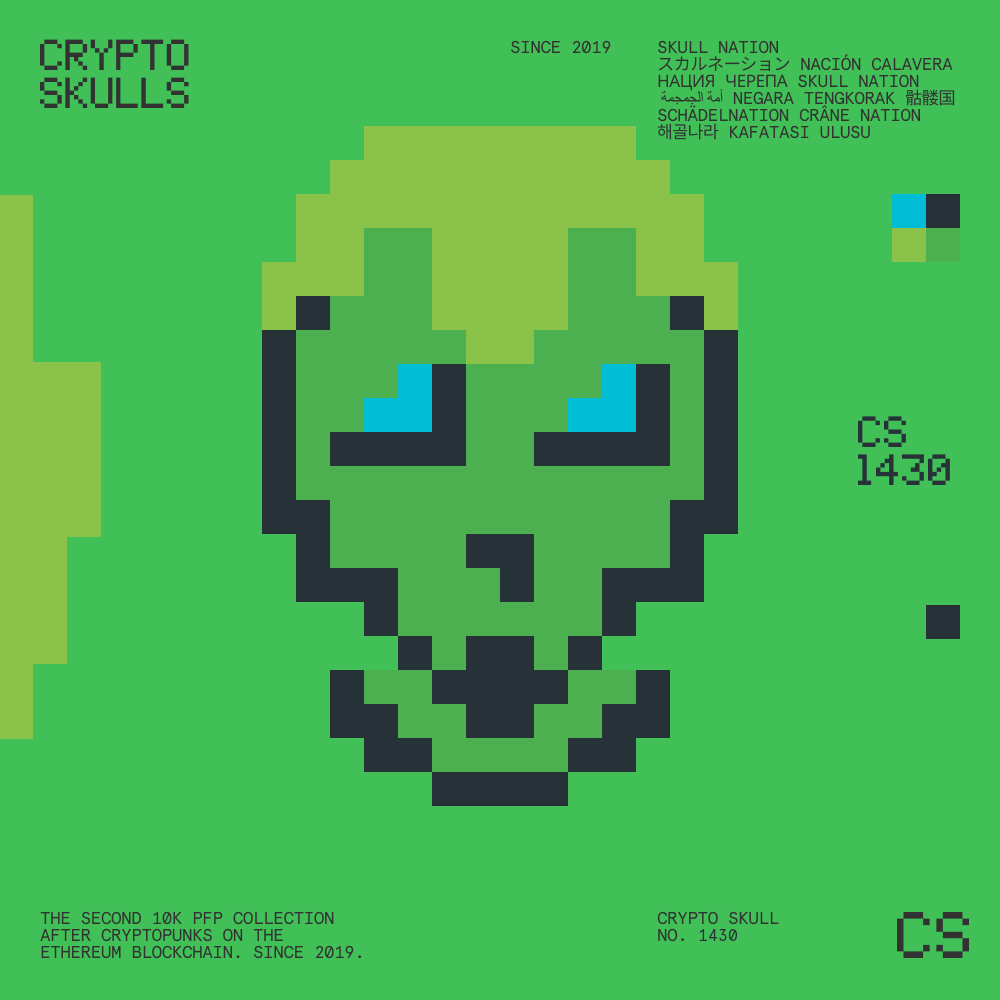 CRYPTO
SKULLS
SINCE 2019
SKULL NATION
スカルネーション NACIÓN CALAVERA
НАЦИЯ ЧЕРЕПА SKULL NATION
أمة الجمجمة NEGARA TENGKORAK 骷髅国
SCHÄDELNATION CRÂNE NATION
해골나라 KAFATASI ULUSU
CS
1430
THE SECOND 10K PFP COLLECTION
AFTER CRYPTOPUNKS ON THE
ETHEREUM BLOCKCHAIN. SINCE 2019.
CRYPTO SKULL
NO. 1430
CS